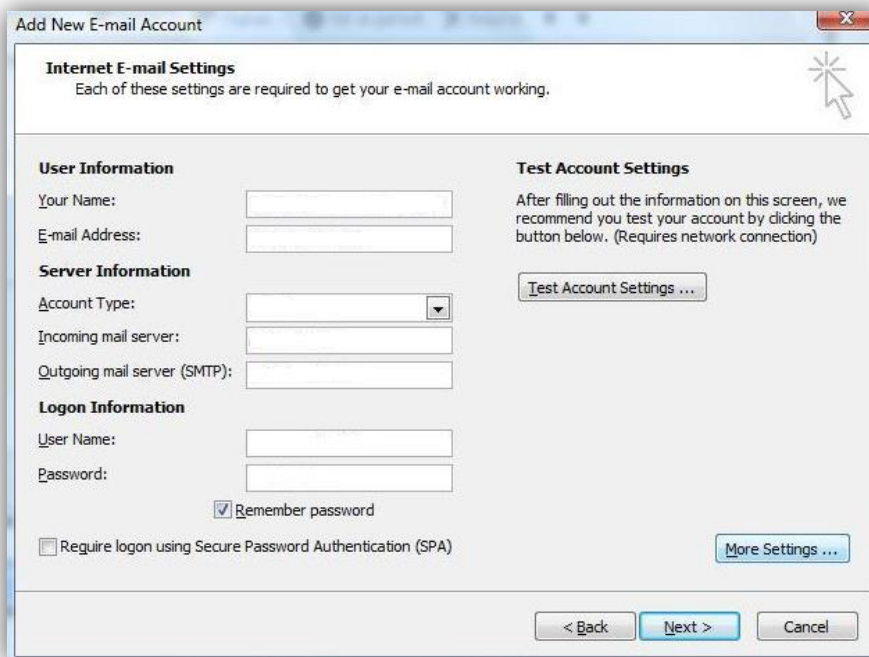 Add New E-mail Account
Internet E-mail Settings
Each of these settings are required to get your e-mail account working.
User Information
Your Name:
E-mail Address:
Server Information
Account Type:
Incoming mail server:
Outgoing mail server (SMTP):
Logon Information
User Name:
Password:
Remember password
Require logon using Secure Password Authentication (SPA)
Test Account Settings
After filling out the information on this screen, we
recommend you test your account by clicking the
button below. (Requires network connection)
Test Account Settings ...
More Settings ...
< Back
Next >
Cancel